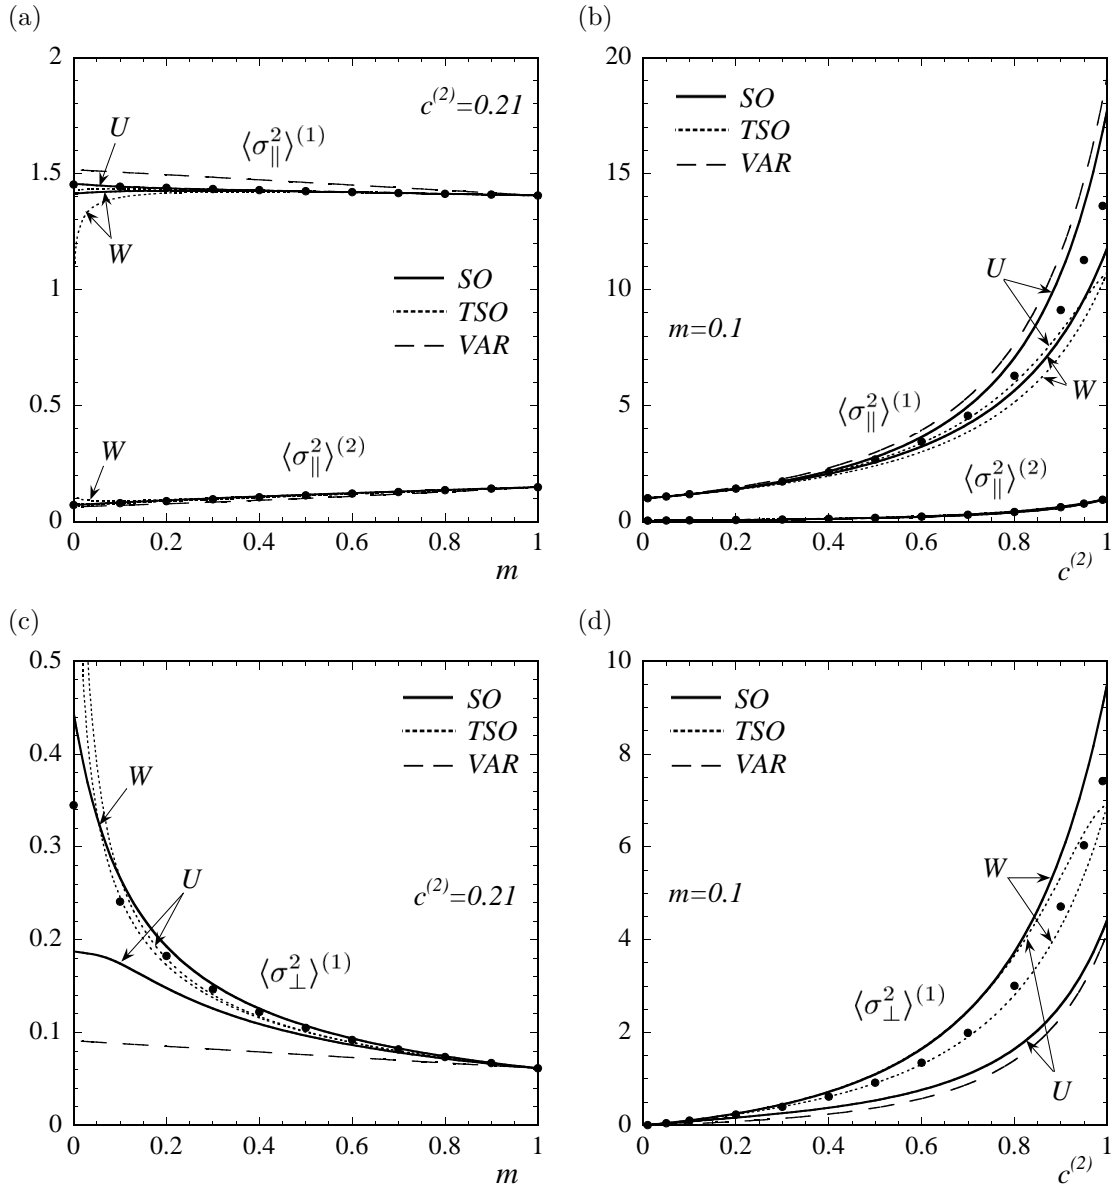 (a)
2
1.5
1
0.5
0
0
0.2
0.4
0.6
0.8
1
m
c^(2)=0.21
U
⟨σ∥²⟩^(1)
W
SO
TSO
VAR
W
⟨σ∥²⟩^(2)
(b)
20
15
10
5
0
0
0.2
0.4
0.6
0.8
1
c^(2)
SO
TSO
VAR
U
m=0.1
W
⟨σ∥²⟩^(1)
⟨σ∥²⟩^(2)
(c)
0.5
0.4
0.3
0.2
0.1
0
0
0.2
0.4
0.6
0.8
1
m
SO
TSO
VAR
W
U
c^(2)=0.21
⟨σ⊥²⟩^(1)
(d)
10
8
6
4
2
0
0
0.2
0.4
0.6
0.8
1
c^(2)
SO
TSO
VAR
W
m=0.1
⟨σ⊥²⟩^(1)
U